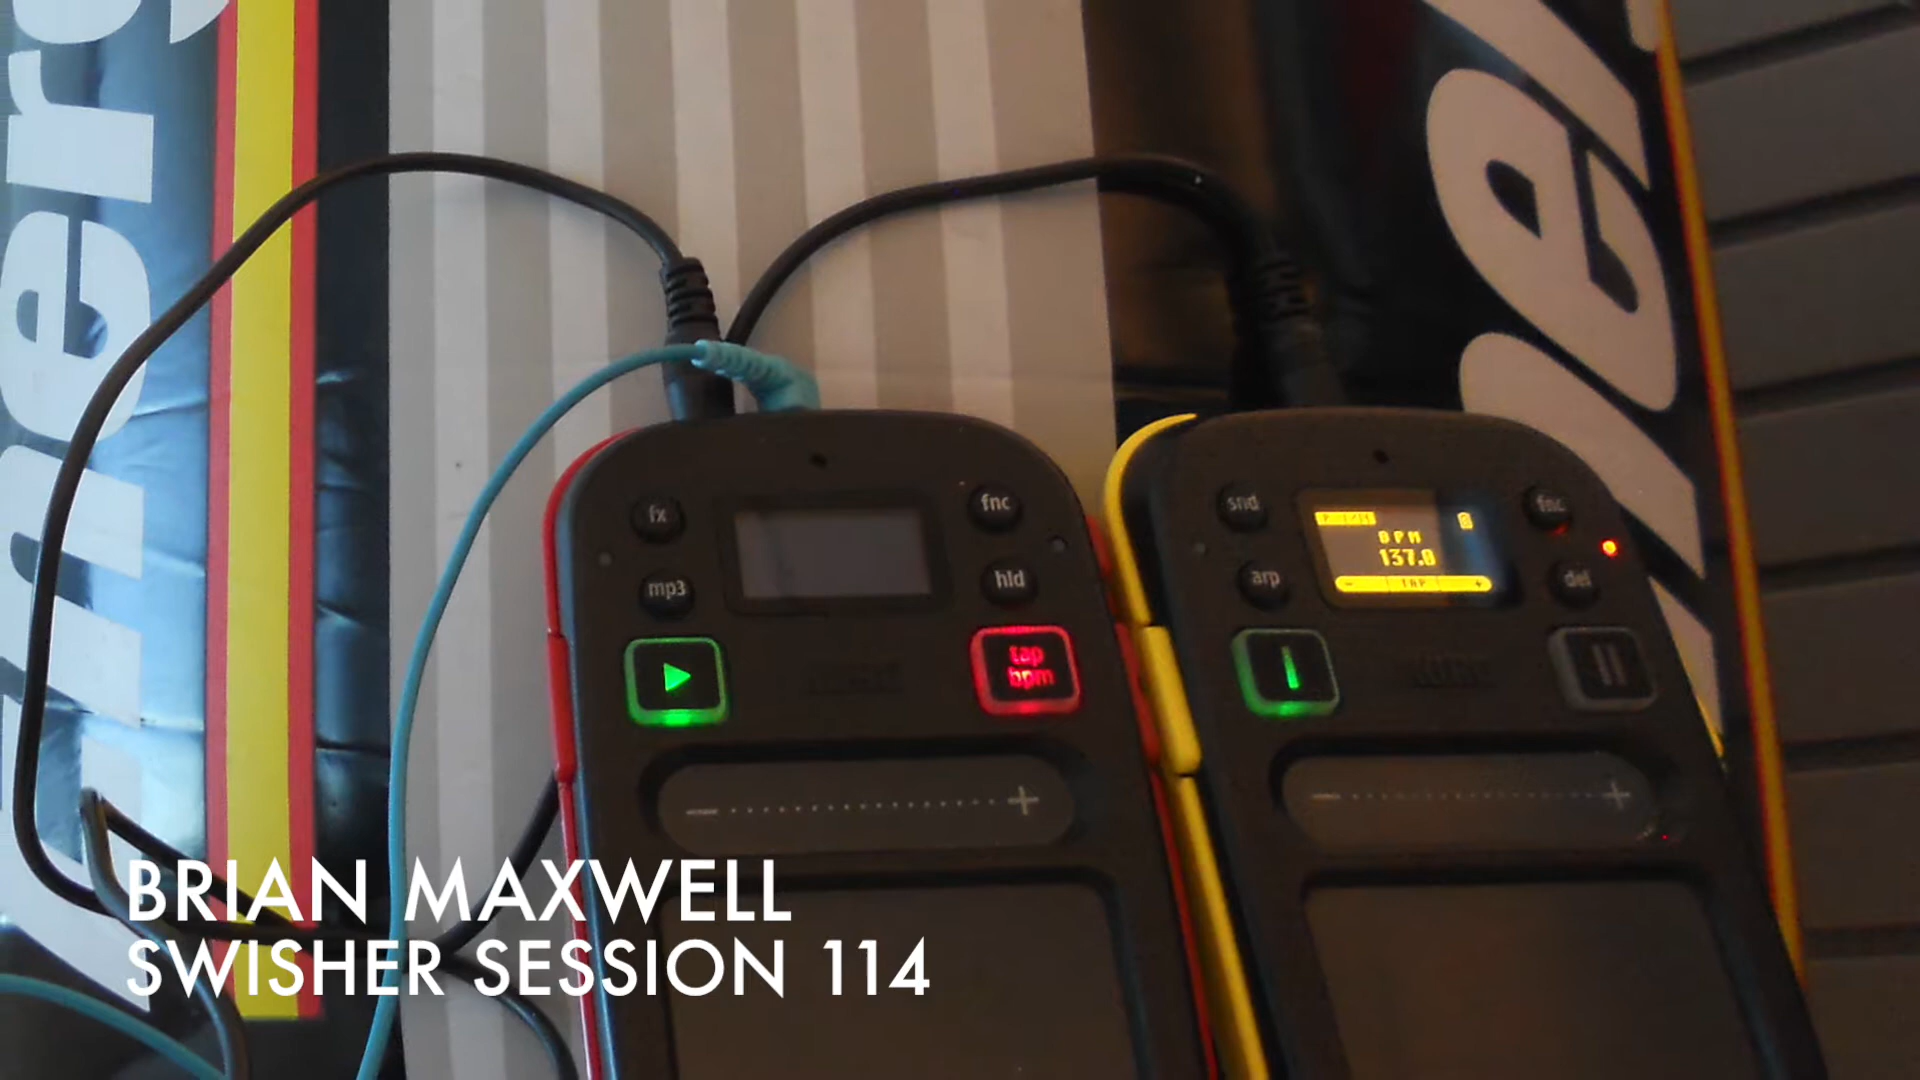 Energ
fx
fnc
mp3
hld
tap
bpm
snd
fnc
BPM
137.0
- TAP +
arp
del
BRIAN MAXWELL
SWISHER SESSION 114